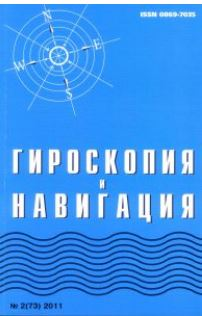 ISSN 0869-7035
N
W
E
S
ГИРОСКОПИЯ
И
НАВИГАЦИЯ
№ 2(73) 2011